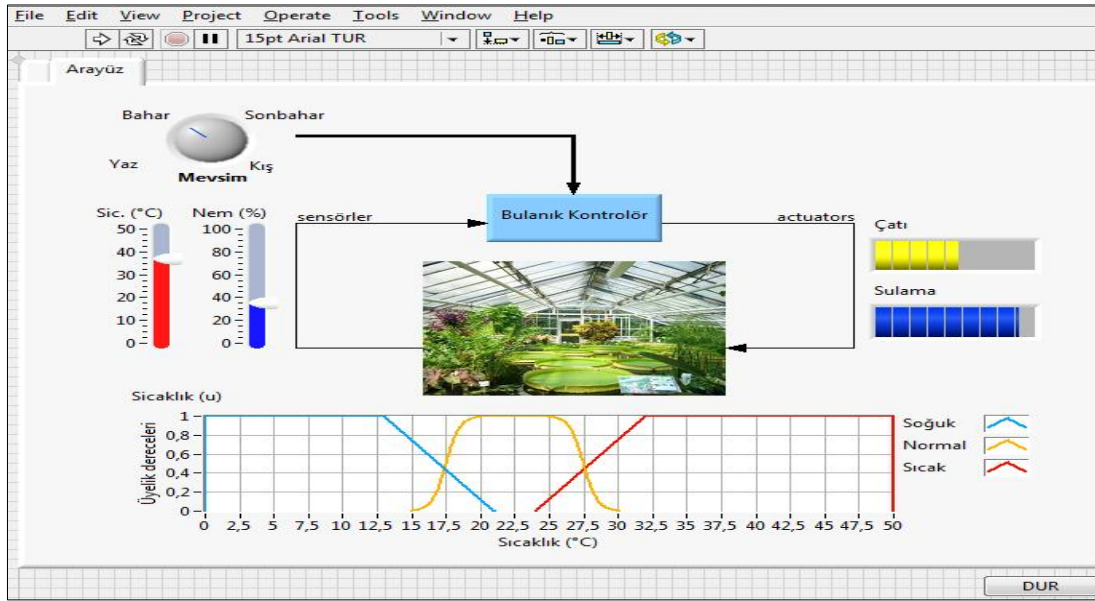 File Edit View Project Operate Tools Window Help
15pt Arial TUR
Arayüz
Bahar Sonbahar
Yaz Kış
Mevsim
Sic. (°C) Nem (%)
50 100
40 80
30 60
20 40
10 20
0 0
sensörler
Bulanık Kontrolör
actuators
Çatı
Sulama
Sicaklık (u)
Üyelik dereceleri
1
0,8
0,6
0,4
0,2
0
0 2,5 5 7,5 10 12,5 15 17,5 20 22,5 25 27,5 30 32,5 35 37,5 40 42,5 45 47,5 50
Sıcaklık (°C)
Soğuk
Normal
Sıcak
DUR